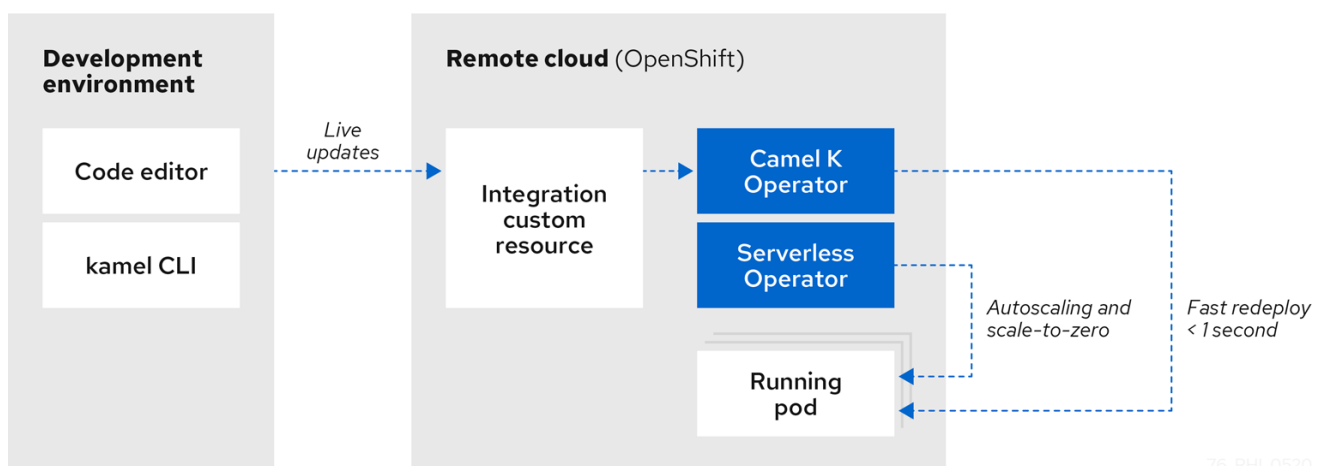 Development
environment
Code editor
kamel CLI
Live
updates
Remote cloud (OpenShift)
Integration
custom
resource
Camel K
Operator
Serverless
Operator
Running
pod
Autoscaling and
scale-to-zero
Fast redeploy
< 1 second